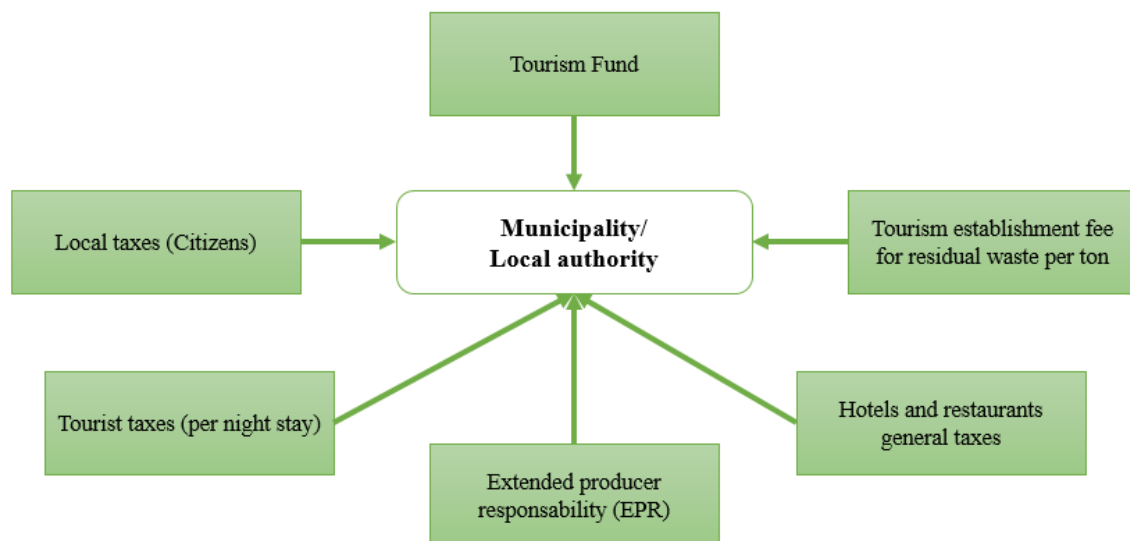 Tourism Fund
Local taxes (Citizens)
Municipality/
Local authority
Tourism establishment fee
for residual waste per ton
Tourist taxes (per night stay)
Extended producer
responsability (EPR)
Hotels and restaurants
general taxes